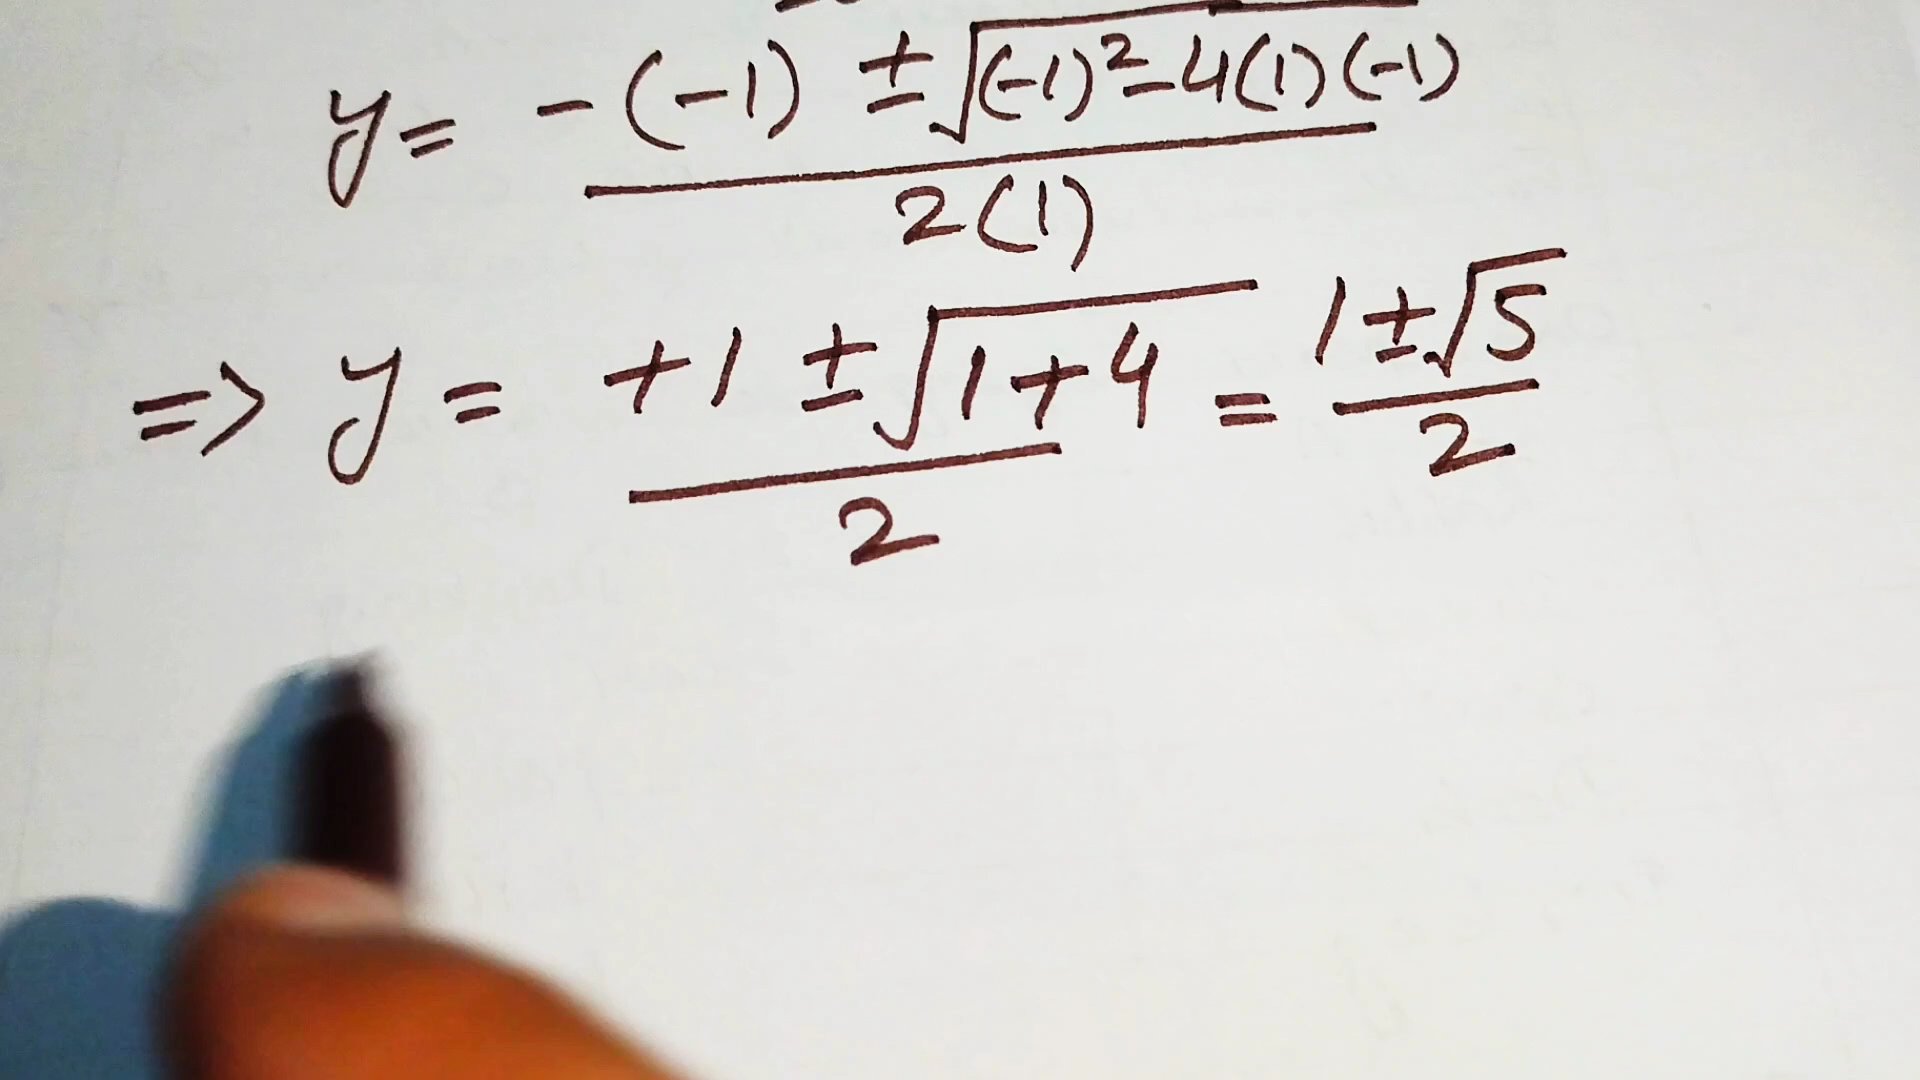 y = -(-1) ± √(-1)² - 4(1)(-1) / 2(1)
⇒ y = +1 ± √1+4 / 2 = 1 ± √5 / 2